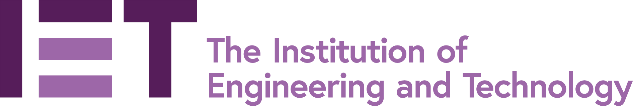 IET
The Institution of
Engineering and Technology